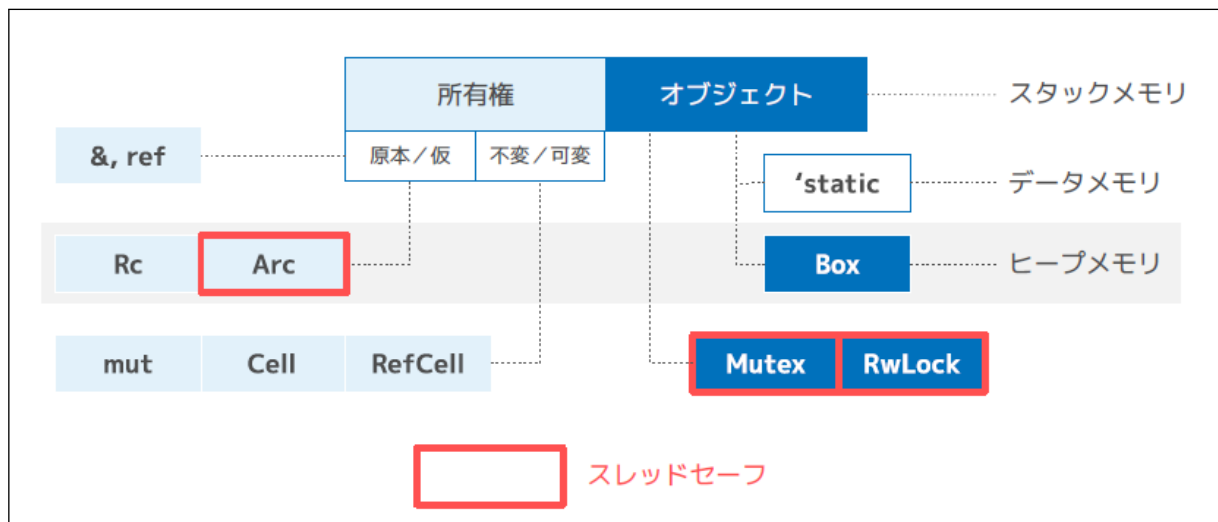 所有権
オブジェクト
スタックメモリ
&, ref
原本／仮
不変／可変
‘static
データメモリ
Rc
Arc
Box
ヒープメモリ
mut
Cell
RefCell
Mutex
RwLock
スレッドセーフ